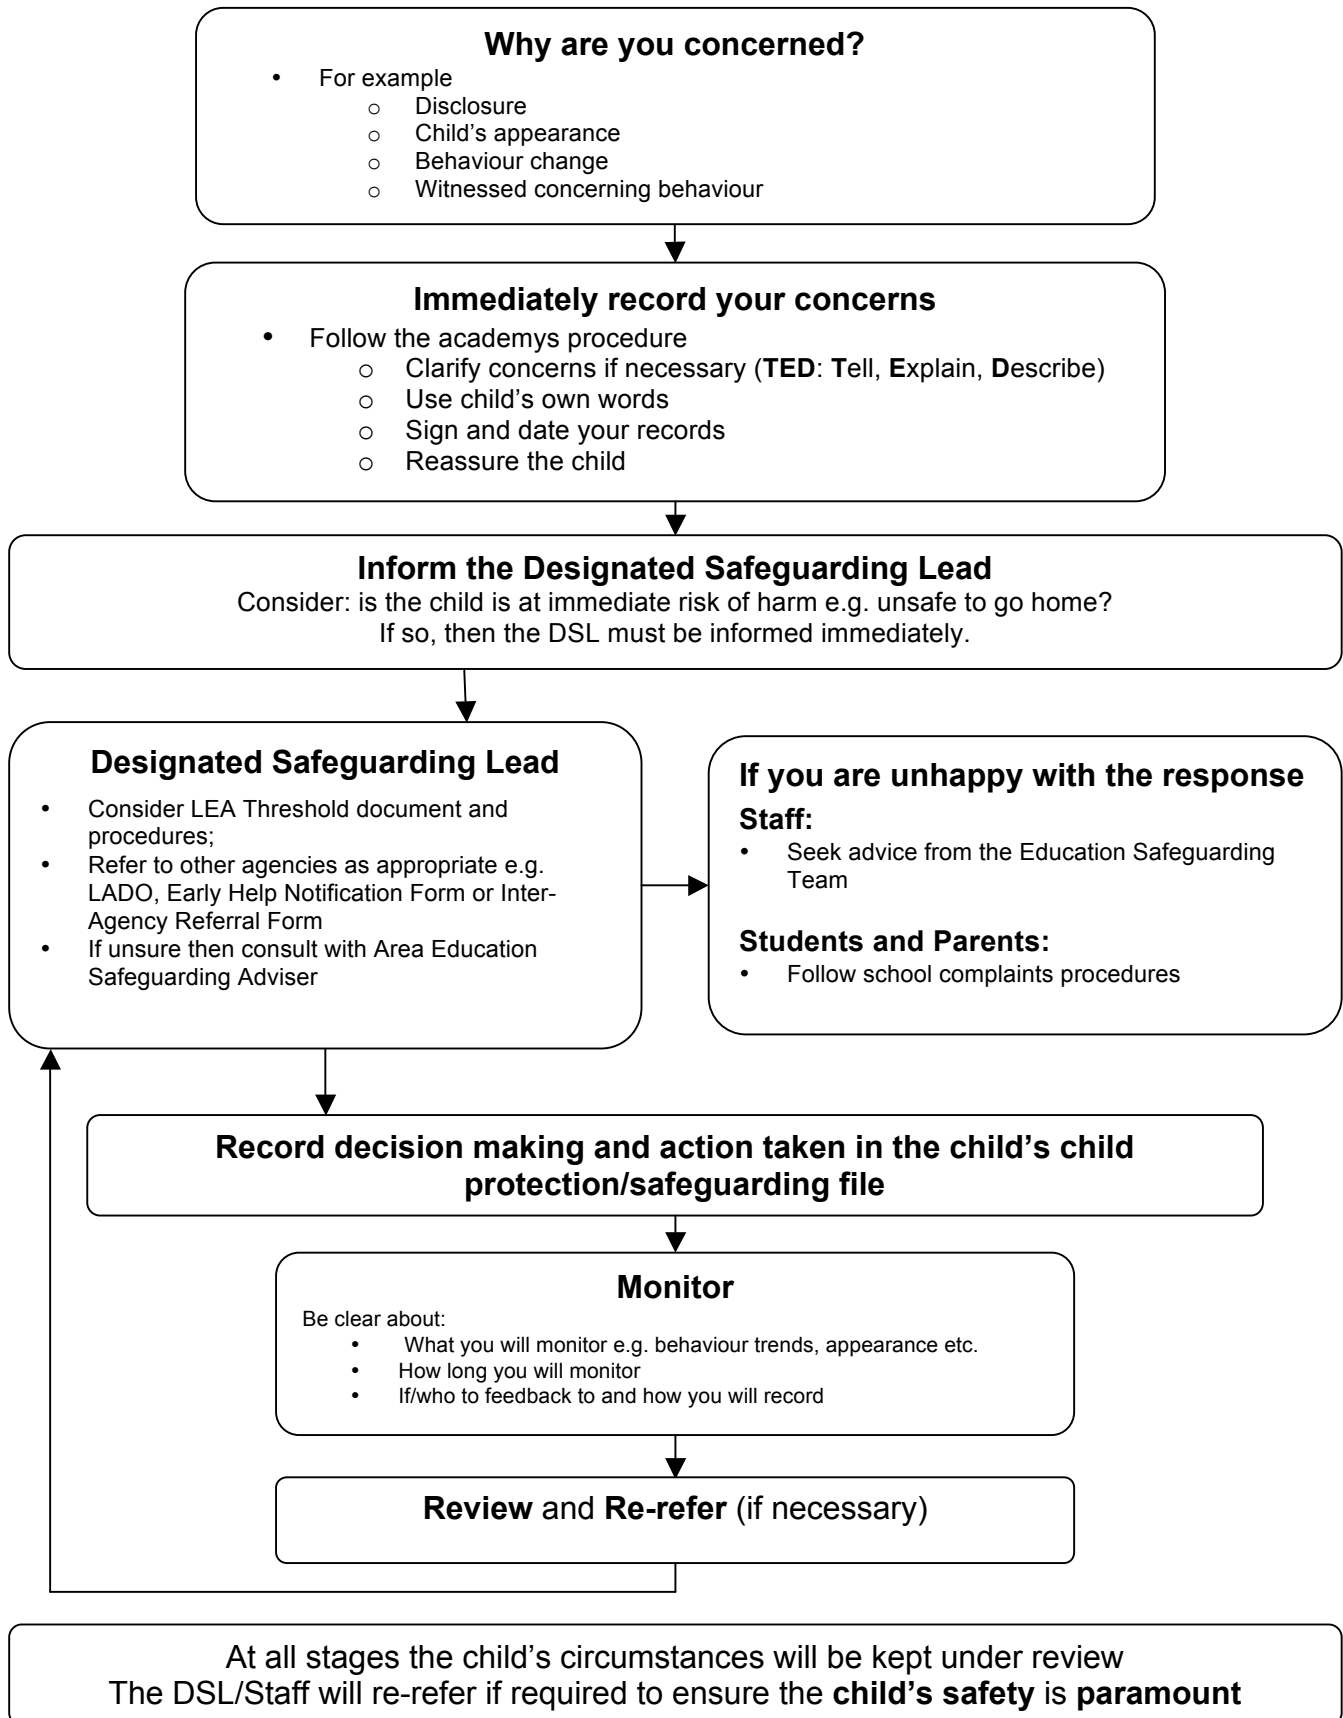 Why are you concerned?
• For example
o Disclosure
o Child’s appearance
o Behaviour change
o Witnessed concerning behaviour
Immediately record your concerns
• Follow the academys procedure
o Clarify concerns if necessary (TED: Tell, Explain, Describe)
o Use child’s own words
o Sign and date your records
o Reassure the child
Inform the Designated Safeguarding Lead
Consider: is the child is at immediate risk of harm e.g. unsafe to go home?
If so, then the DSL must be informed immediately.
Designated Safeguarding Lead
• Consider LEA Threshold document and
procedures;
• Refer to other agencies as appropriate e.g.
LADO, Early Help Notification Form or Inter-
Agency Referral Form
• If unsure then consult with Area Education
Safeguarding Adviser
If you are unhappy with the response
Staff:
• Seek advice from the Education Safeguarding
Team
Students and Parents:
• Follow school complaints procedures
Record decision making and action taken in the child’s child
protection/safeguarding file
Monitor
Be clear about:
• What you will monitor e.g. behaviour trends, appearance etc.
• How long you will monitor
• If/who to feedback to and how you will record
Review and Re-refer (if necessary)
At all stages the child’s circumstances will be kept under review
The DSL/Staff will re-refer if required to ensure the child’s safety is paramount